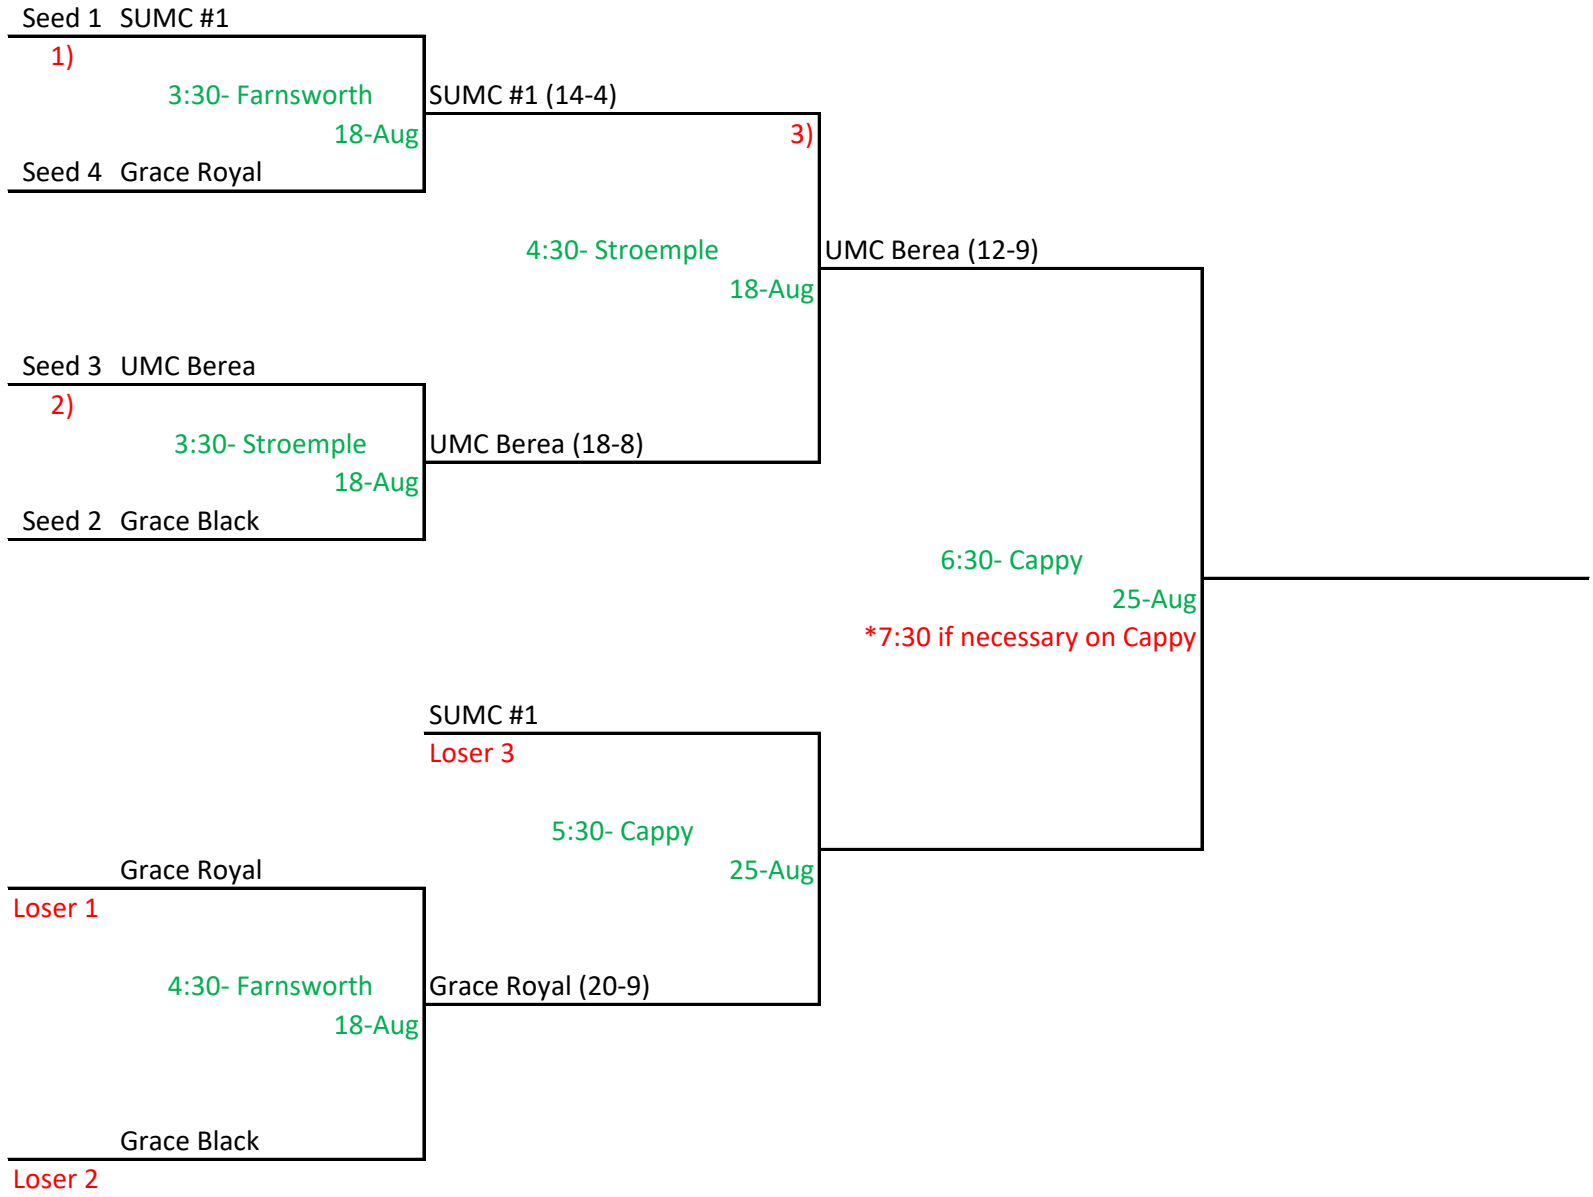 Seed 1 SUMC #1
1)
3:30- Farnsworth
18-Aug
Seed 4 Grace Royal
SUMC #1 (14-4)
3)
4:30- Stroemple
18-Aug
UMC Berea (12-9)
Seed 3 UMC Berea
2)
3:30- Stroemple
18-Aug
Seed 2 Grace Black
UMC Berea (18-8)
6:30- Cappy
25-Aug
*7:30 if necessary on Cappy
SUMC #1
Loser 3
5:30- Cappy
25-Aug
Grace Royal
Loser 1
4:30- Farnsworth
18-Aug
Grace Royal (20-9)
Grace Black
Loser 2